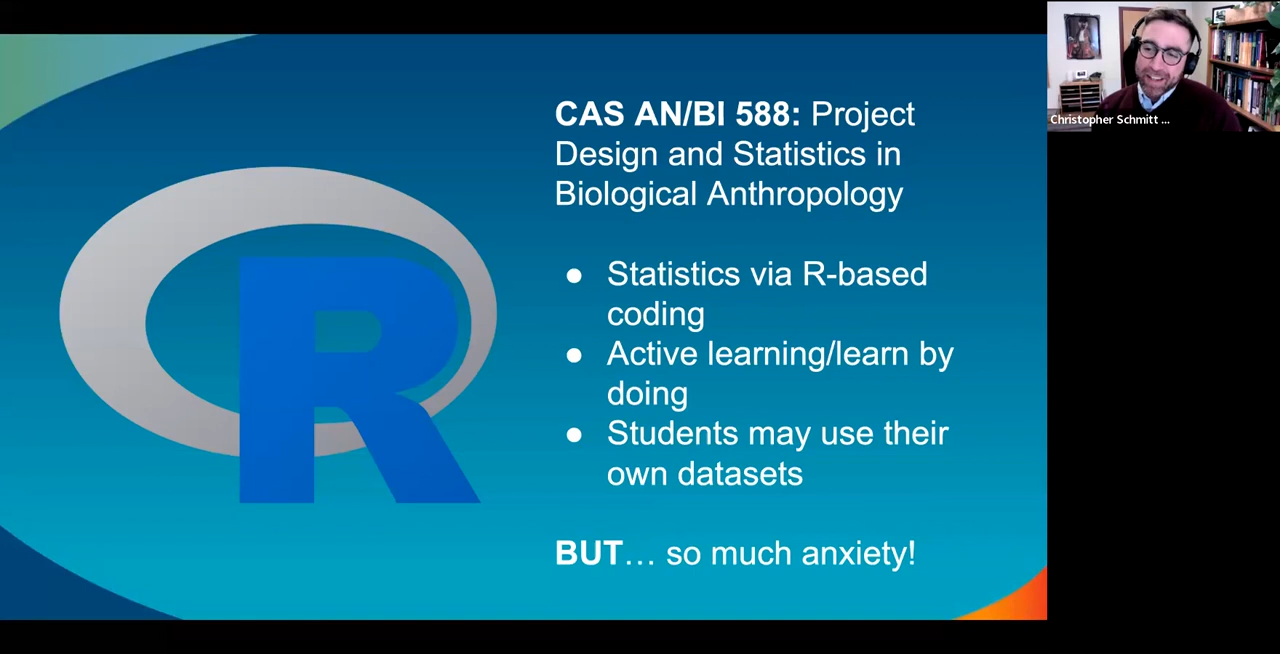 CAS AN/BI 588: Project
Design and Statistics in
Biological Anthropology
● Statistics via R-based
coding
● Active learning/learn by
doing
● Students may use their
own datasets
BUT… so much anxiety!
R
Christopher Schmitt ...